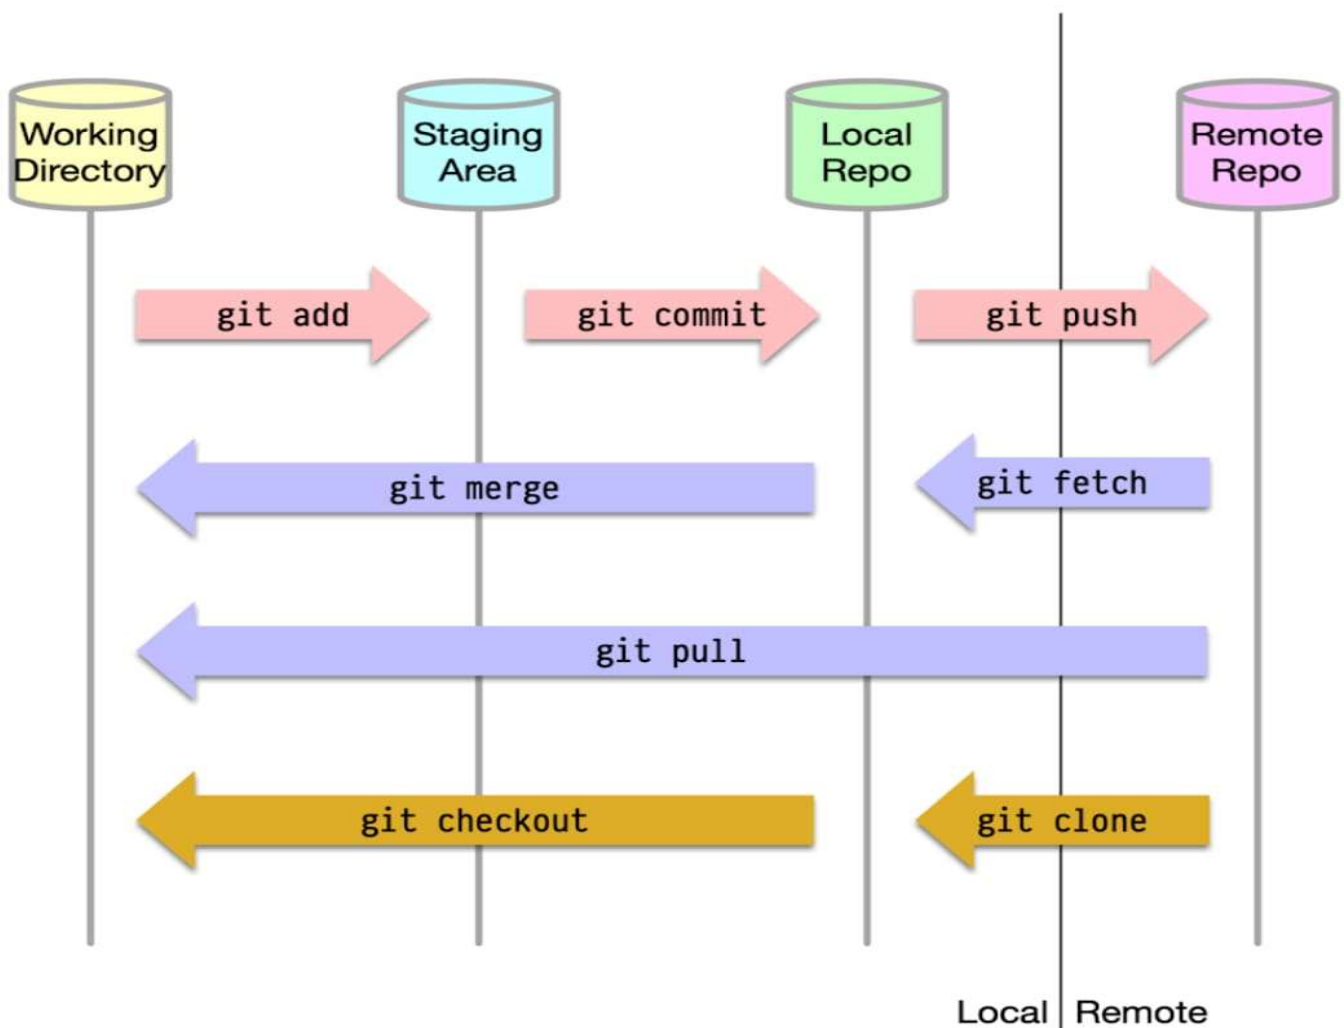 Working
Directory
Staging
Area
Local
Repo
Remote
Repo
git add
git commit
git push
git merge
git fetch
git pull
git checkout
git clone
Local
Remote